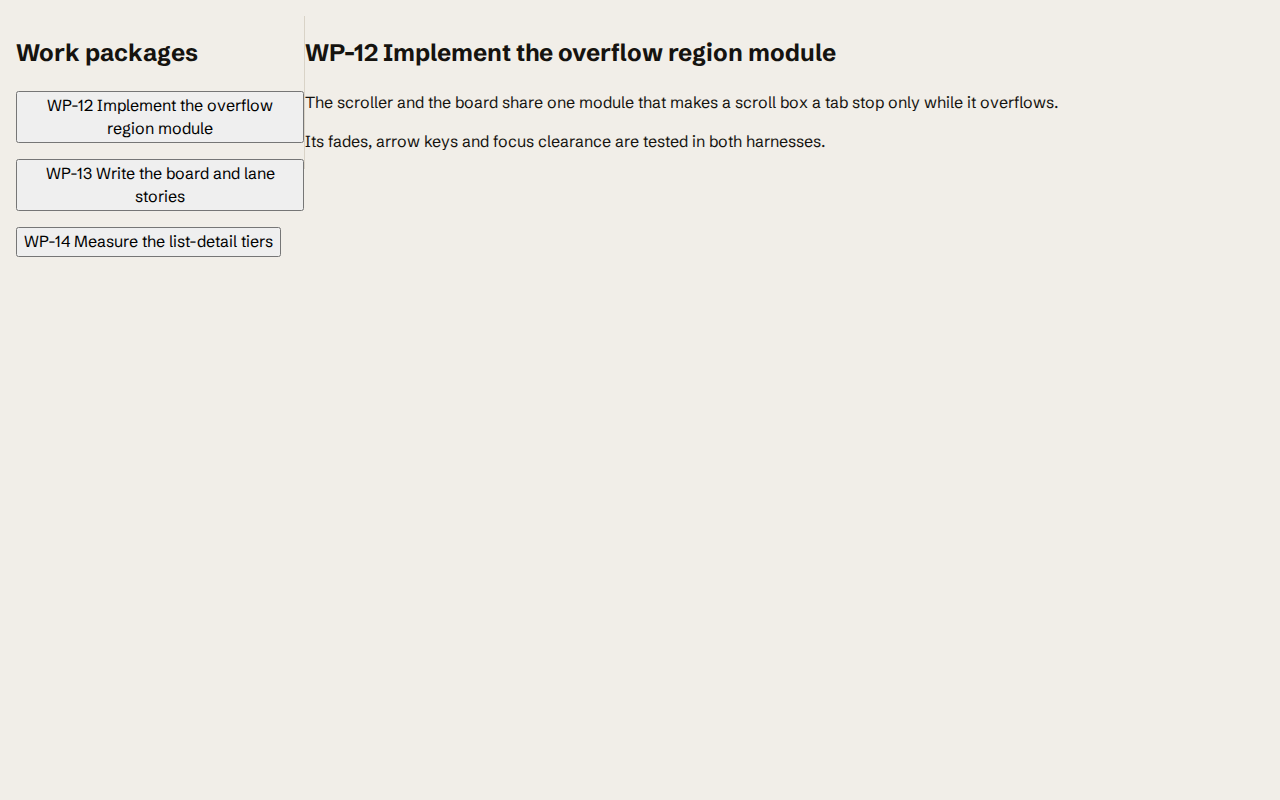 Work packages
WP-12 Implement the overflow
region module
WP-13 Write the board and lane
stories
WP-14 Measure the list-detail tiers
WP-12 Implement the overflow region module
The scroller and the board share one module that makes a scroll box a tab stop only while it overflows.
Its fades, arrow keys and focus clearance are tested in both harnesses.